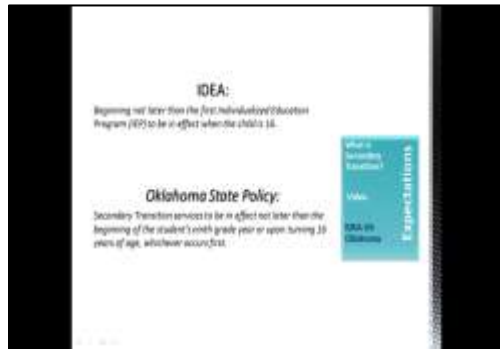 IDEA:
Beginning not later than the first Individualized Education
Program (IEP) to be in effect when the child is 16.
Oklahoma State Policy:
Secondary Transition services to be in effect not later than the
beginning of the student's ninth grade year or upon turning 16
years of age, whichever occurs first.
What is
Secondary
Transition?
Video
Expectations